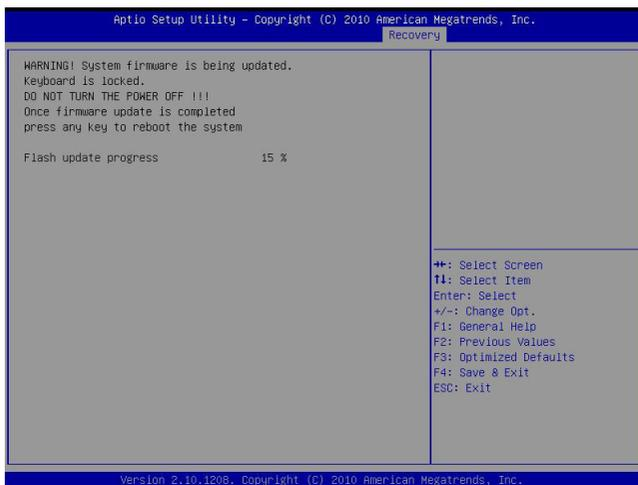 Aptio Setup Utility – Copyright (C) 2010 American Megatrends, Inc.
Recovery
WARNING! System firmware is being updated.
Keyboard is locked.
DO NOT TURN THE POWER OFF !!!
Once firmware update is completed
press any key to reboot the system
Flash update progress 15 %
→←: Select Screen
↑↓: Select Item
Enter: Select
+/-: Change Opt.
F1: General Help
F2: Previous Values
F3: Optimized Defaults
F4: Save & Exit
ESC: Exit
Version 2.10.1208. Copyright (C) 2010 American Megatrends, Inc.